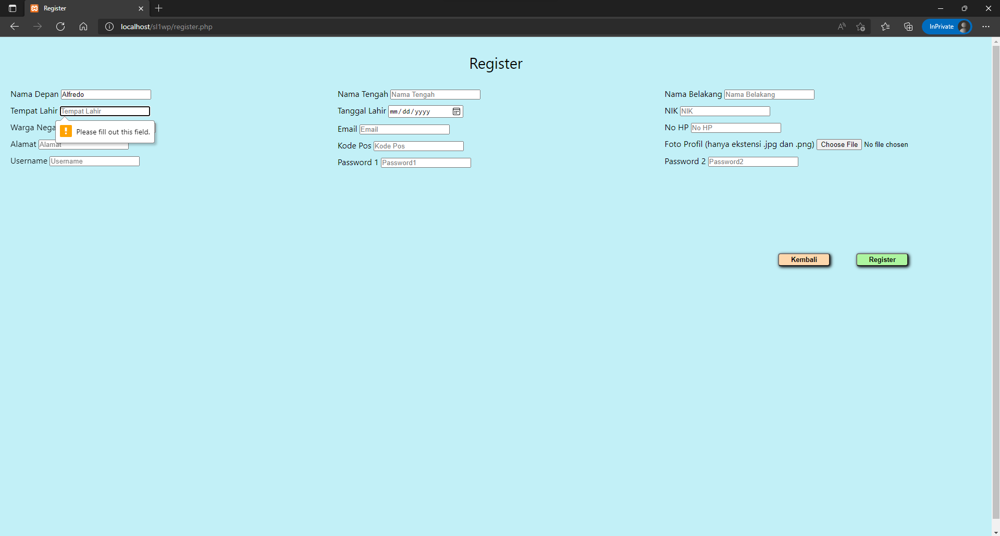 Register
localhost/sl1wp/register.php
InPrivate
Register
Nama Depan Alfredo
Nama Tengah Nama Tengah
Nama Belakang Nama Belakang
Tempat Lahir Tempat Lahir
Tanggal Lahir mm/dd/yyyy
NIK NIK
Warga Nega
Please fill out this field.
Email Email
No HP No HP
Alamat Alamat
Kode Pos Kode Pos
Foto Profil (hanya ekstensi .jpg dan .png) Choose File No file chosen
Username Username
Password 1 Password1
Password 2 Password2
Kembali
Register